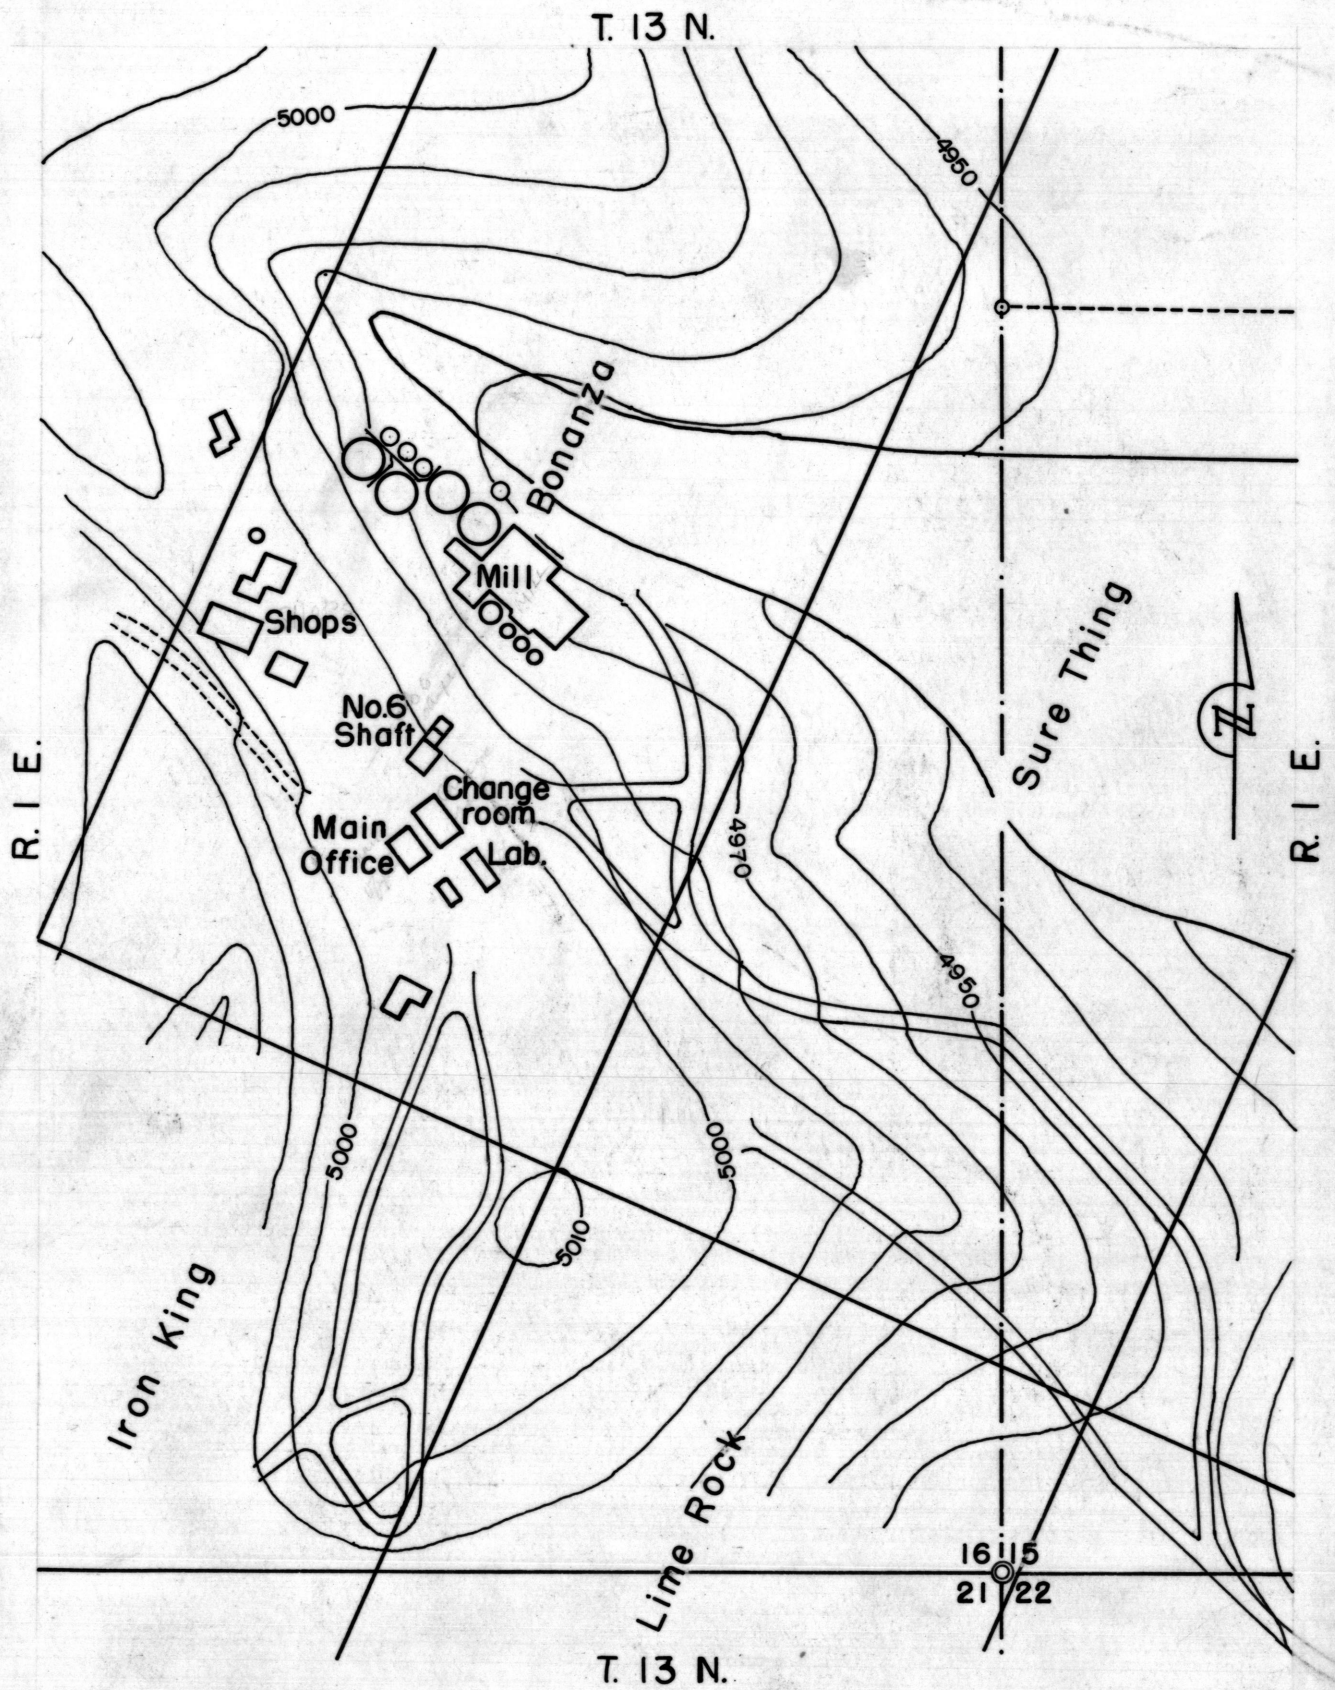 T. 13 N.
5000
4950
Bonanza
Mill
Shops
Sure Thing
No.6
Shaft
N
R. 1 E.
R. 1 E.
Change
room
Main
Office
Lab.
4970
4950
5000
5000
5010
Iron King
Lime Rock
16 15
21 22
T. 13 N.